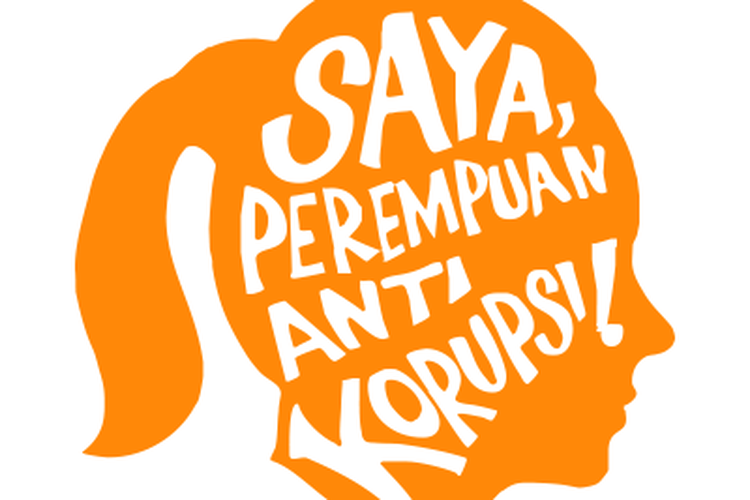 SAYA,
PEREMPUAN
ANTI
KORUPSI!